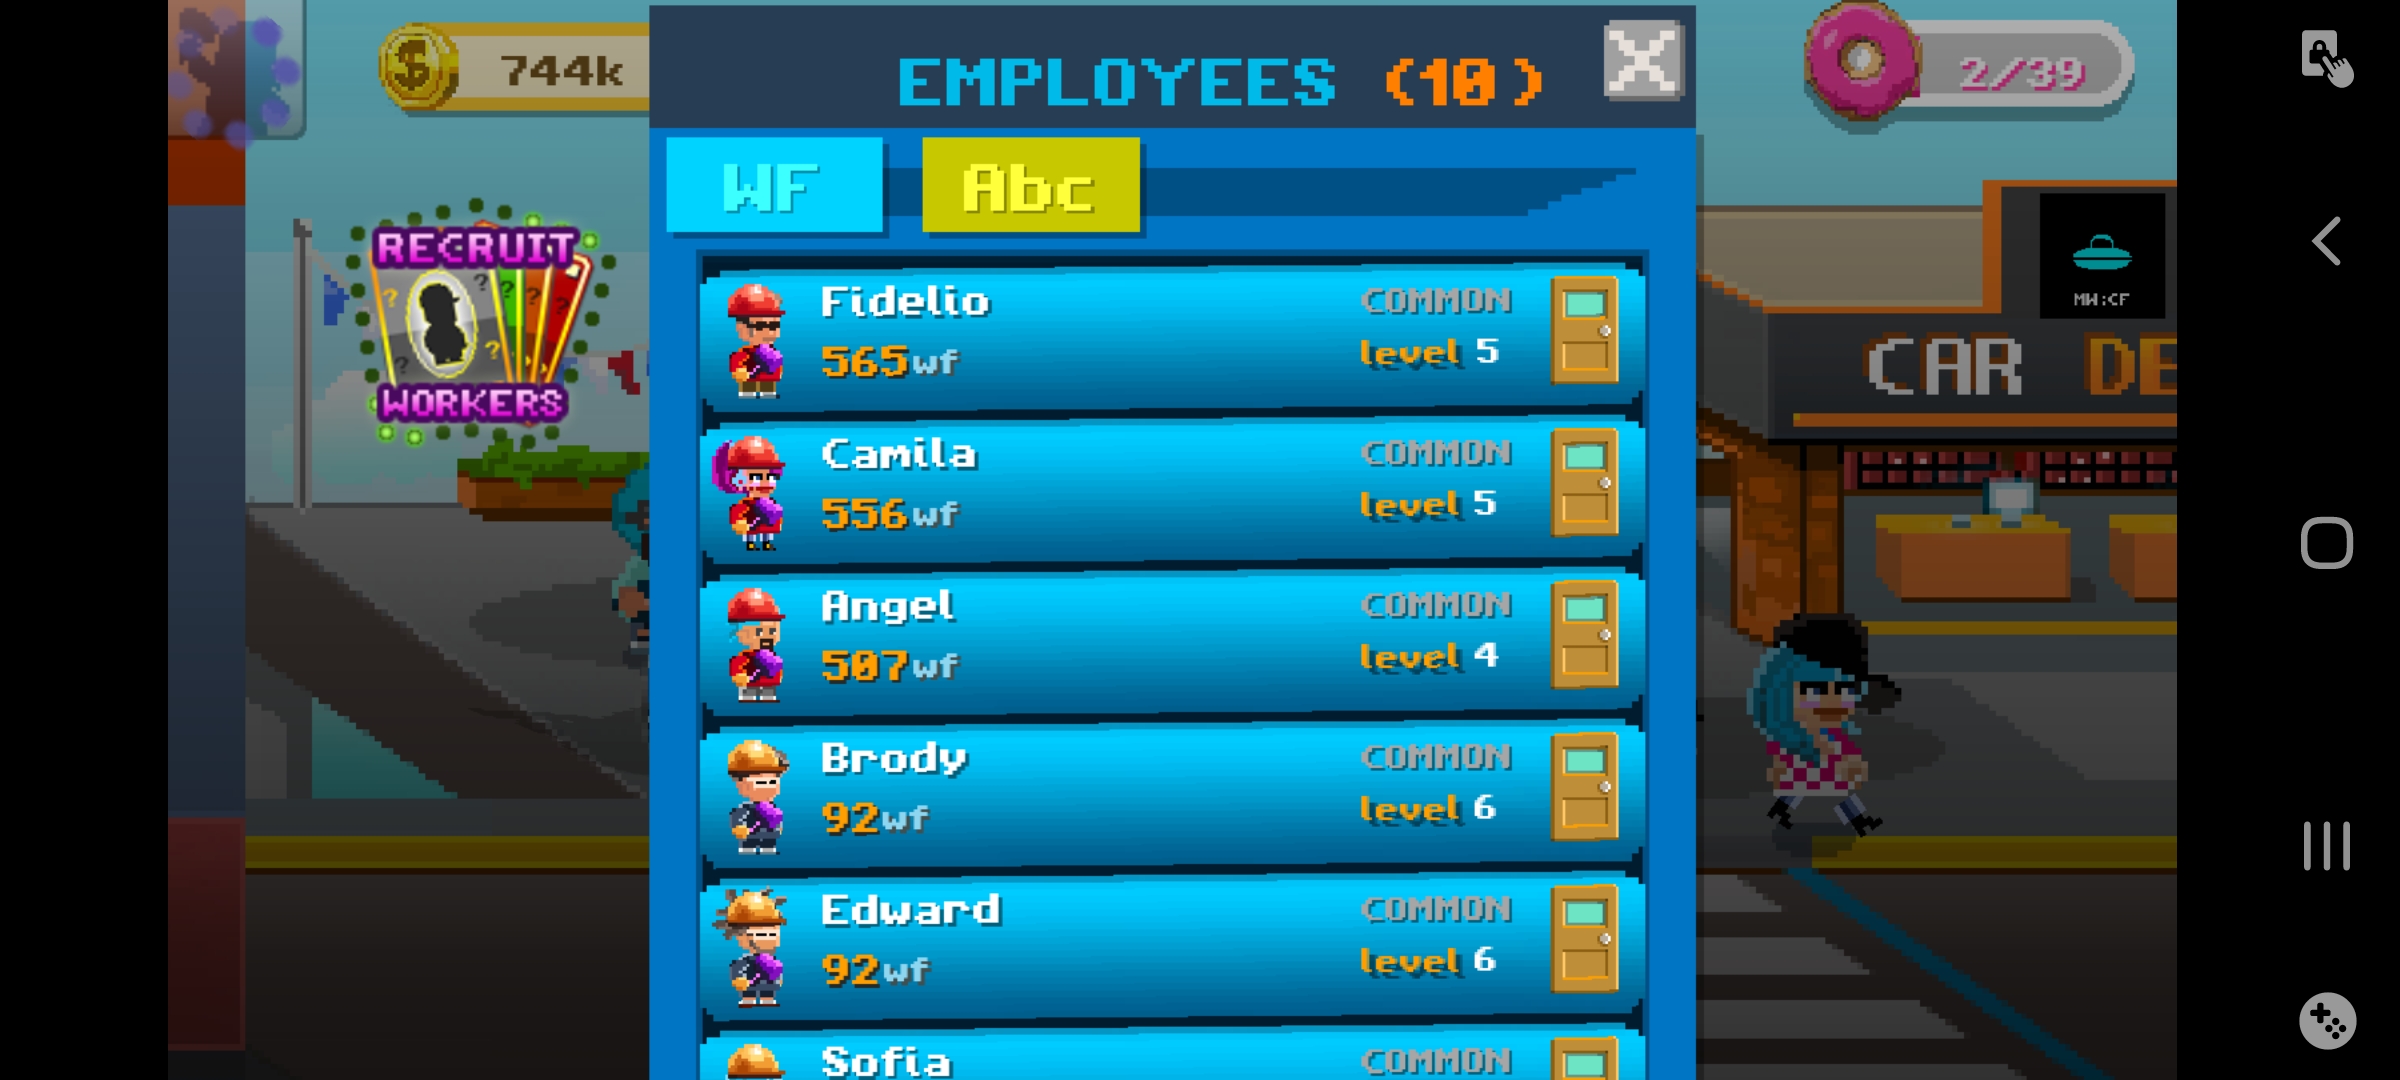 744k
EMPLOYEES (10)
2/39
WF
Abc
RECRUIT
WORKERS
MW:CF
CAR DE
Fidelio
COMMON
565wf
level 5
Camila
COMMON
556wf
level 5
Angel
COMMON
507wf
level 4
Brody
COMMON
92wf
level 6
Edward
COMMON
92wf
level 6
Sofia
COMMON